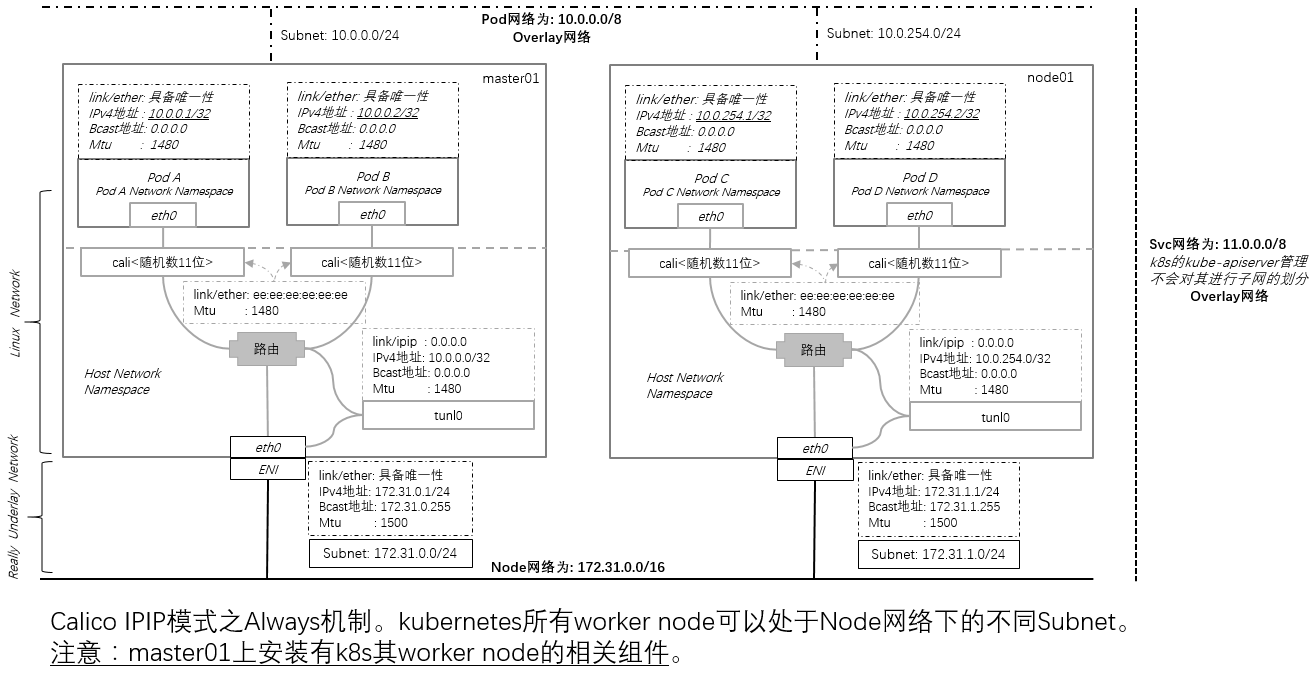 Pod网络为: 10.0.0.0/8
Overlay网络
Subnet: 10.0.0.0/24
Subnet: 10.0.254.0/24
master01
link/ether: 具备唯一性
IPv4地址 : 10.0.0.1/32
Bcast地址: 0.0.0.0
Mtu : 1480
Pod A
Pod A Network Namespace
eth0
cali<随机数11位>
link/ether: 具备唯一性
IPv4地址 : 10.0.0.2/32
Bcast地址: 0.0.0.0
Mtu : 1480
Pod B
Pod B Network Namespace
eth0
cali<随机数11位>
link/ether: ee:ee:ee:ee:ee:ee
Mtu : 1480
路由
link/ipip : 0.0.0.0
IPv4地址: 10.0.0.0/32
Bcast地址: 0.0.0.0
Mtu : 1480
tunl0
Host Network
Namespace
eth0
ENI
link/ether: 具备唯一性
IPv4地址: 172.31.0.1/24
Bcast地址: 172.31.0.255
Mtu : 1500
Subnet: 172.31.0.0/24
node01
link/ether: 具备唯一性
IPv4地址 : 10.0.254.1/32
Bcast地址: 0.0.0.0
Mtu : 1480
Pod C
Pod C Network Namespace
eth0
cali<随机数11位>
link/ether: 具备唯一性
IPv4地址 : 10.0.254.2/32
Bcast地址: 0.0.0.0
Mtu : 1480
Pod D
Pod D Network Namespace
eth0
cali<随机数11位>
link/ether: ee:ee:ee:ee:ee:ee
Mtu : 1480
路由
link/ipip : 0.0.0.0
IPv4地址: 10.0.254.0/32
Bcast地址: 0.0.0.0
Mtu : 1480
tunl0
Host Network
Namespace
eth0
ENI
link/ether: 具备唯一性
IPv4地址: 172.31.1.1/24
Bcast地址: 172.31.1.255
Mtu : 1500
Subnet: 172.31.1.0/24
Linux Network
Really Underlay Network
Node网络为: 172.31.0.0/16
Svc网络为: 11.0.0.0/8
k8s的kube-apiserver管理
不会对其进行子网的划分
Overlay网络
Calico IPIP模式之Always机制。kubernetes所有worker node可以处于Node网络下的不同Subnet。
注意：master01上安装有k8s其worker node的相关组件。